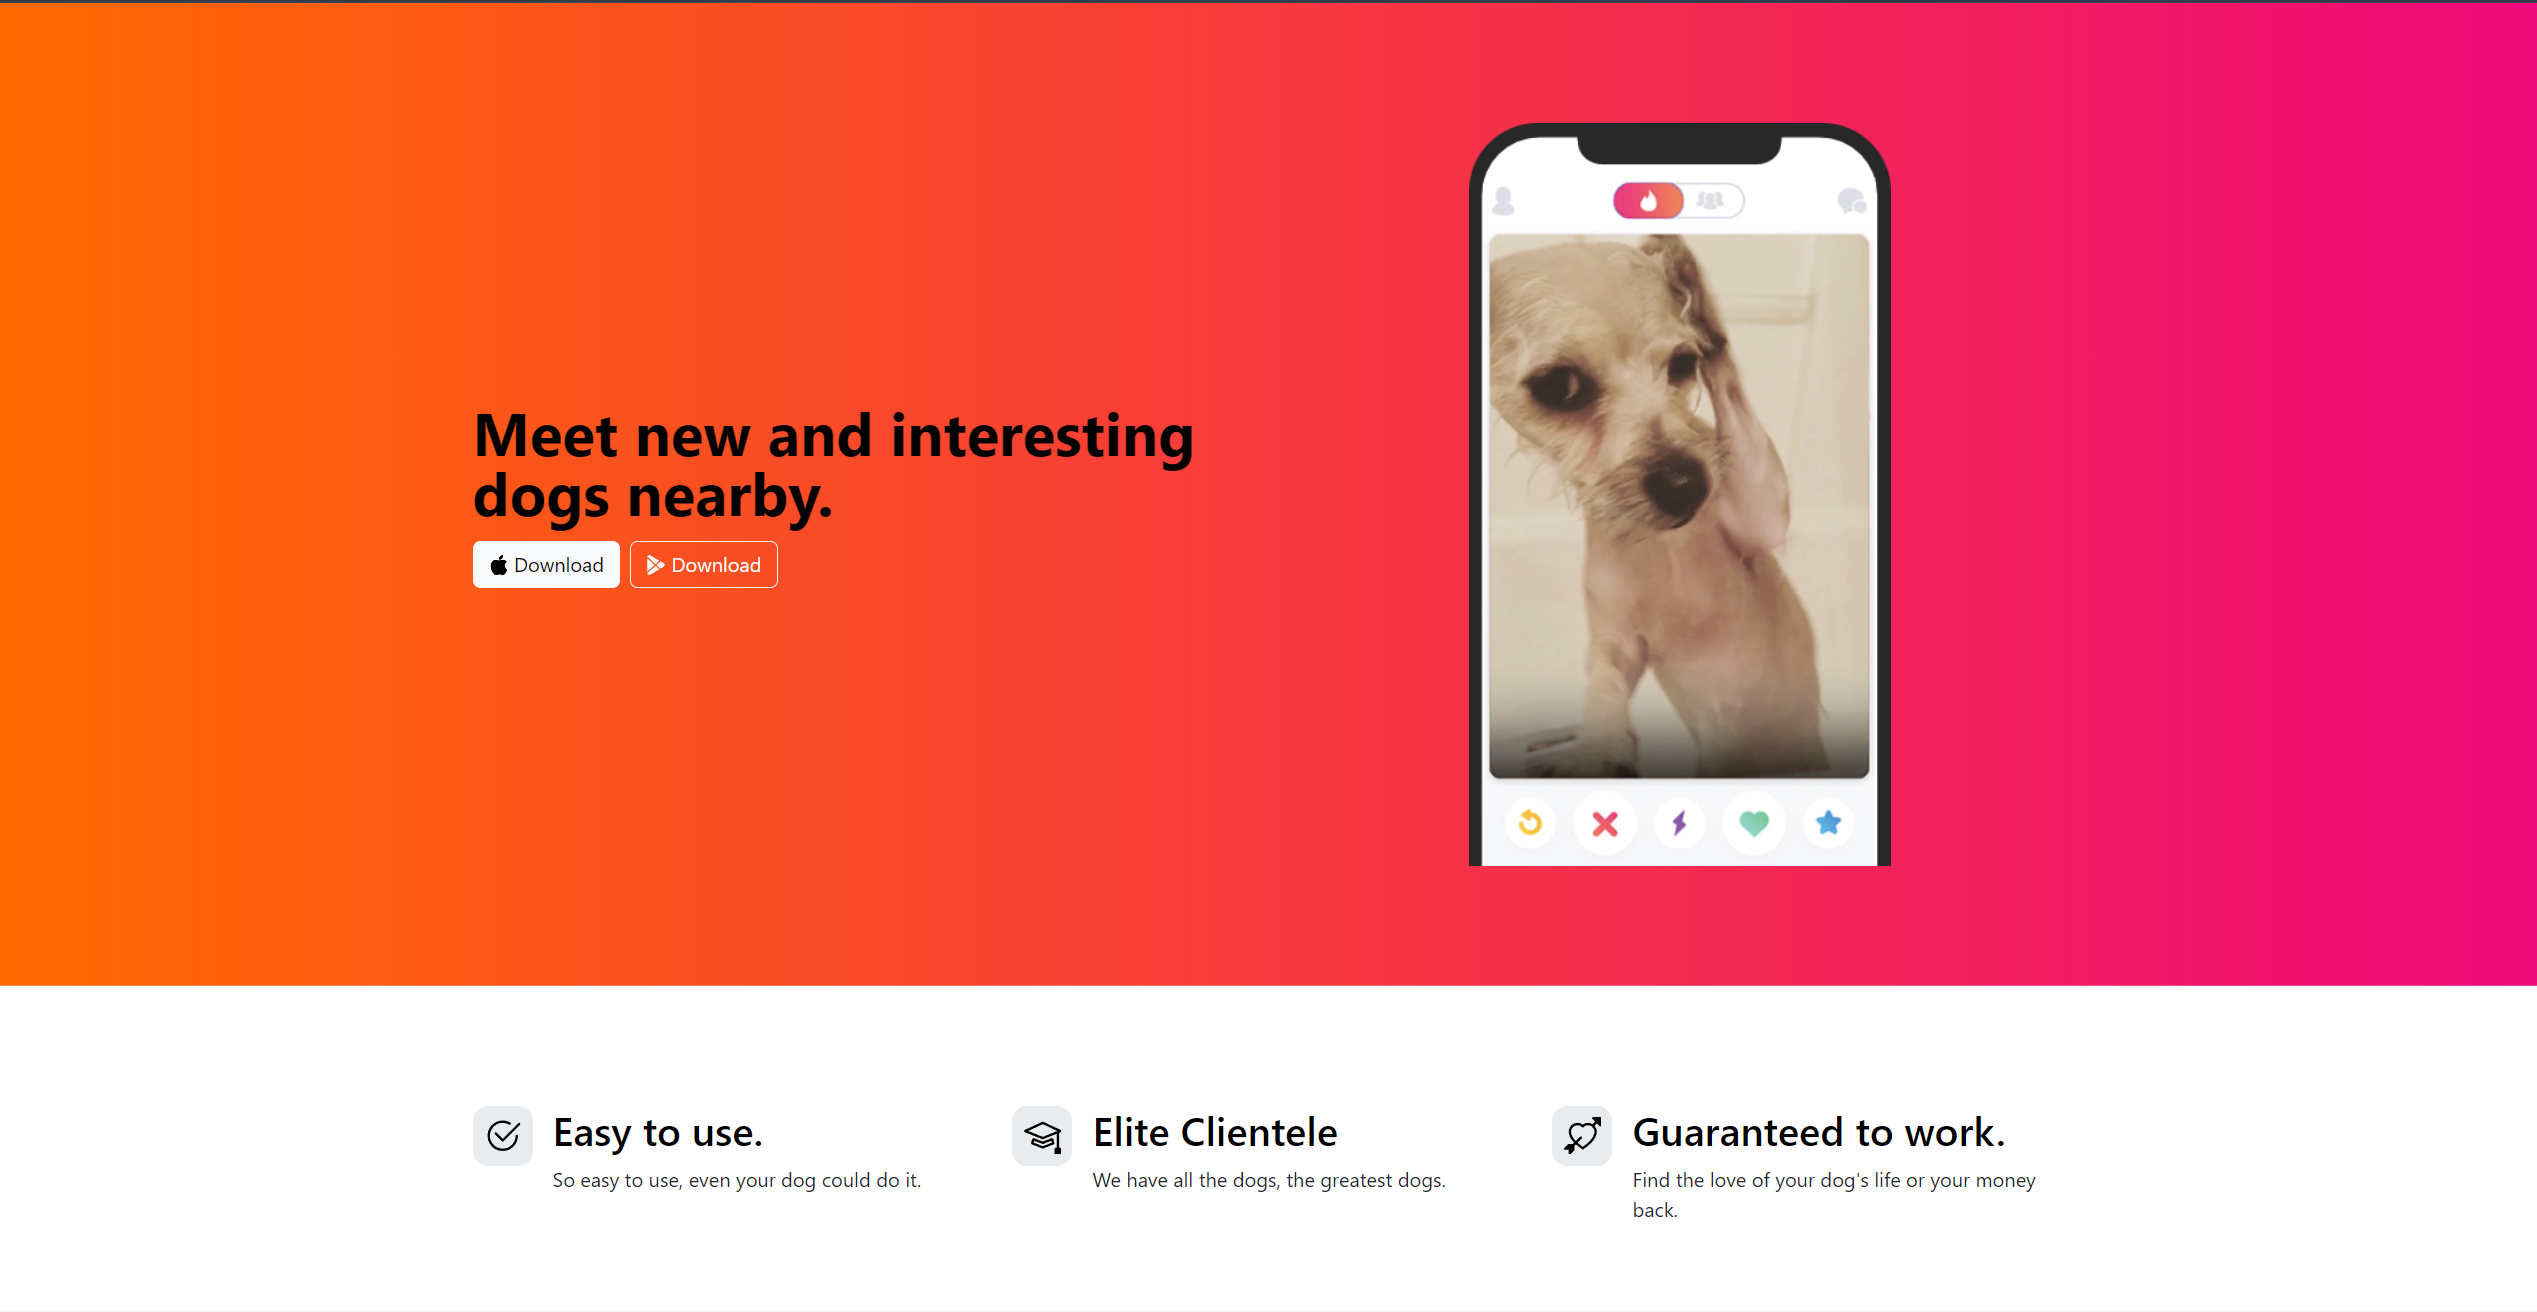 Meet new and interesting
dogs nearby.
Download
Download
Easy to use.
So easy to use, even your dog could do it.
Elite Clientele
We have all the dogs, the greatest dogs.
Guaranteed to work.
Find the love of your dog's life or your money
back.